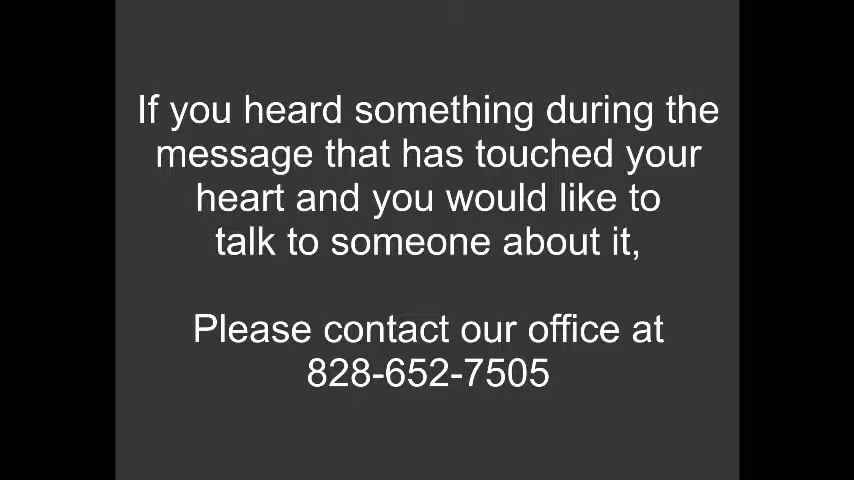 If you heard something during the
message that has touched your
heart and you would like to
talk to someone about it,
Please contact our office at
828-652-7505